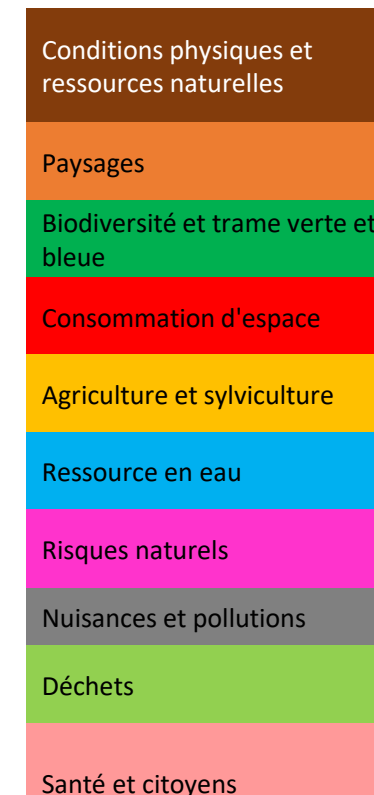 Conditions physiques et
ressources naturelles
Paysages
Biodiversité et trame verte et
bleue
Consommation d'espace
Agriculture et sylviculture
Ressource en eau
Risques naturels
Nuisances et pollutions
Déchets
Santé et citoyens